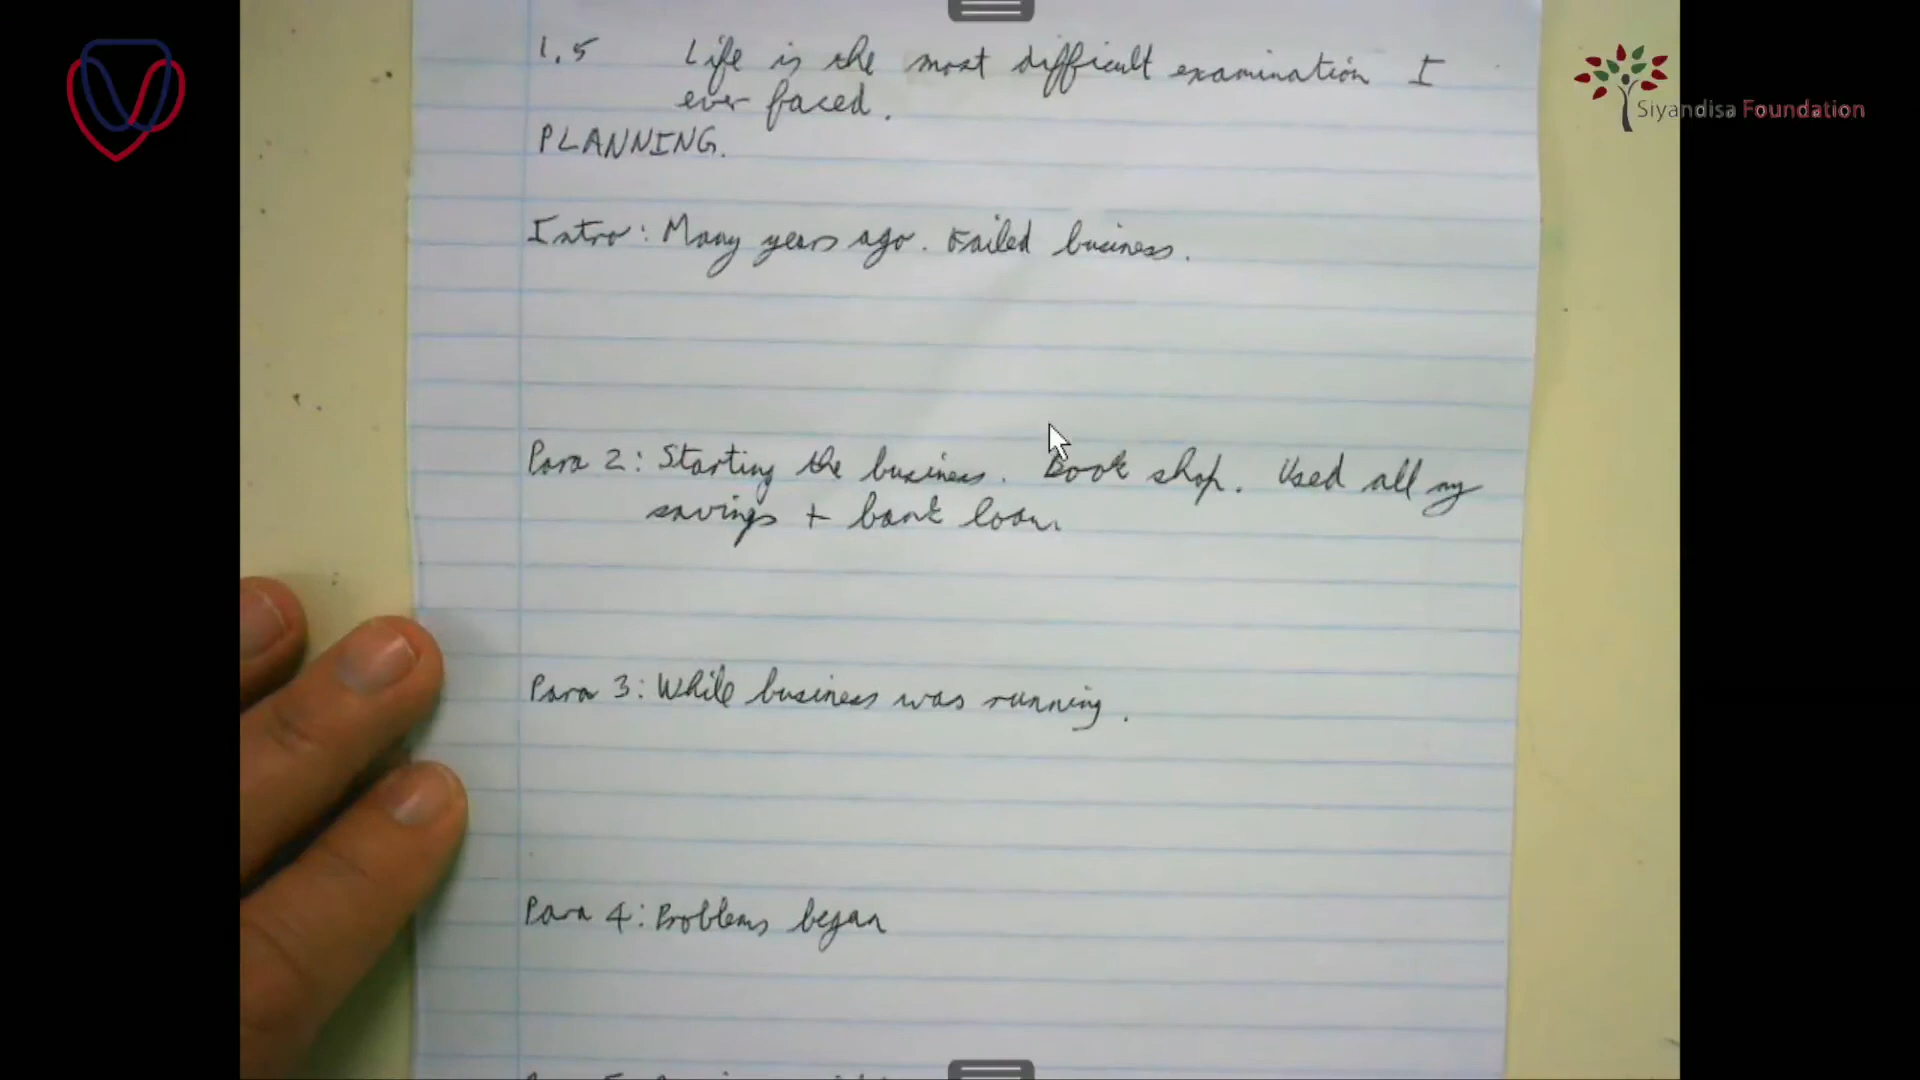 1.5 Life is the most difficult examination I
ever faced.
PLANNING.
Intro: Many years ago. Failed business.
Para 2: Starting the business. Book shop. Used all my
savings + bank loan.
Para 3: While business was running.
Para 4: Problems began
Siyandisa Foundation